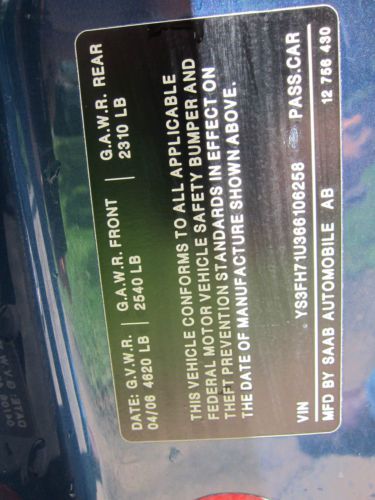 DATE: G.V.W.R. G.A.W.R. FRONT G.A.W.R. REAR
04/06 4620 LB 2540 LB 2310 LB
THIS VEHICLE CONFORMS TO ALL APPLICABLE
FEDERAL MOTOR VEHICLE SAFETY BUMPER AND
THEFT PREVENTION STANDARDS IN EFFECT ON
THE DATE OF MANUFACTURE SHOWN ABOVE.
VIN YS3FH71U366106258 PASS.CAR
MFD BY SAAB AUTOMOBILE AB 12 756 430